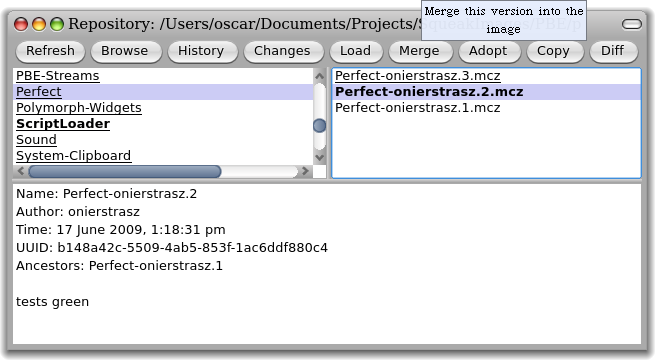 Repository: /Users/oscar/Documents/Projects/
Merge this version into the
image
Refresh Browse History Changes Load Merge Adopt Copy Diff
PBE-Streams
Perfect
Polymorph-Widgets
ScriptLoader
Sound
System-Clipboard
Perfect-onierstrasz.3.mcz
Perfect-onierstrasz.2.mcz
Perfect-onierstrasz.1.mcz
Name: Perfect-onierstrasz.2
Author: onierstrasz
Time: 17 June 2009, 1:18:31 pm
UUID: b148a42c-5509-4ab5-853f-1ac6ddf880c4
Ancestors: Perfect-onierstrasz.1
tests green